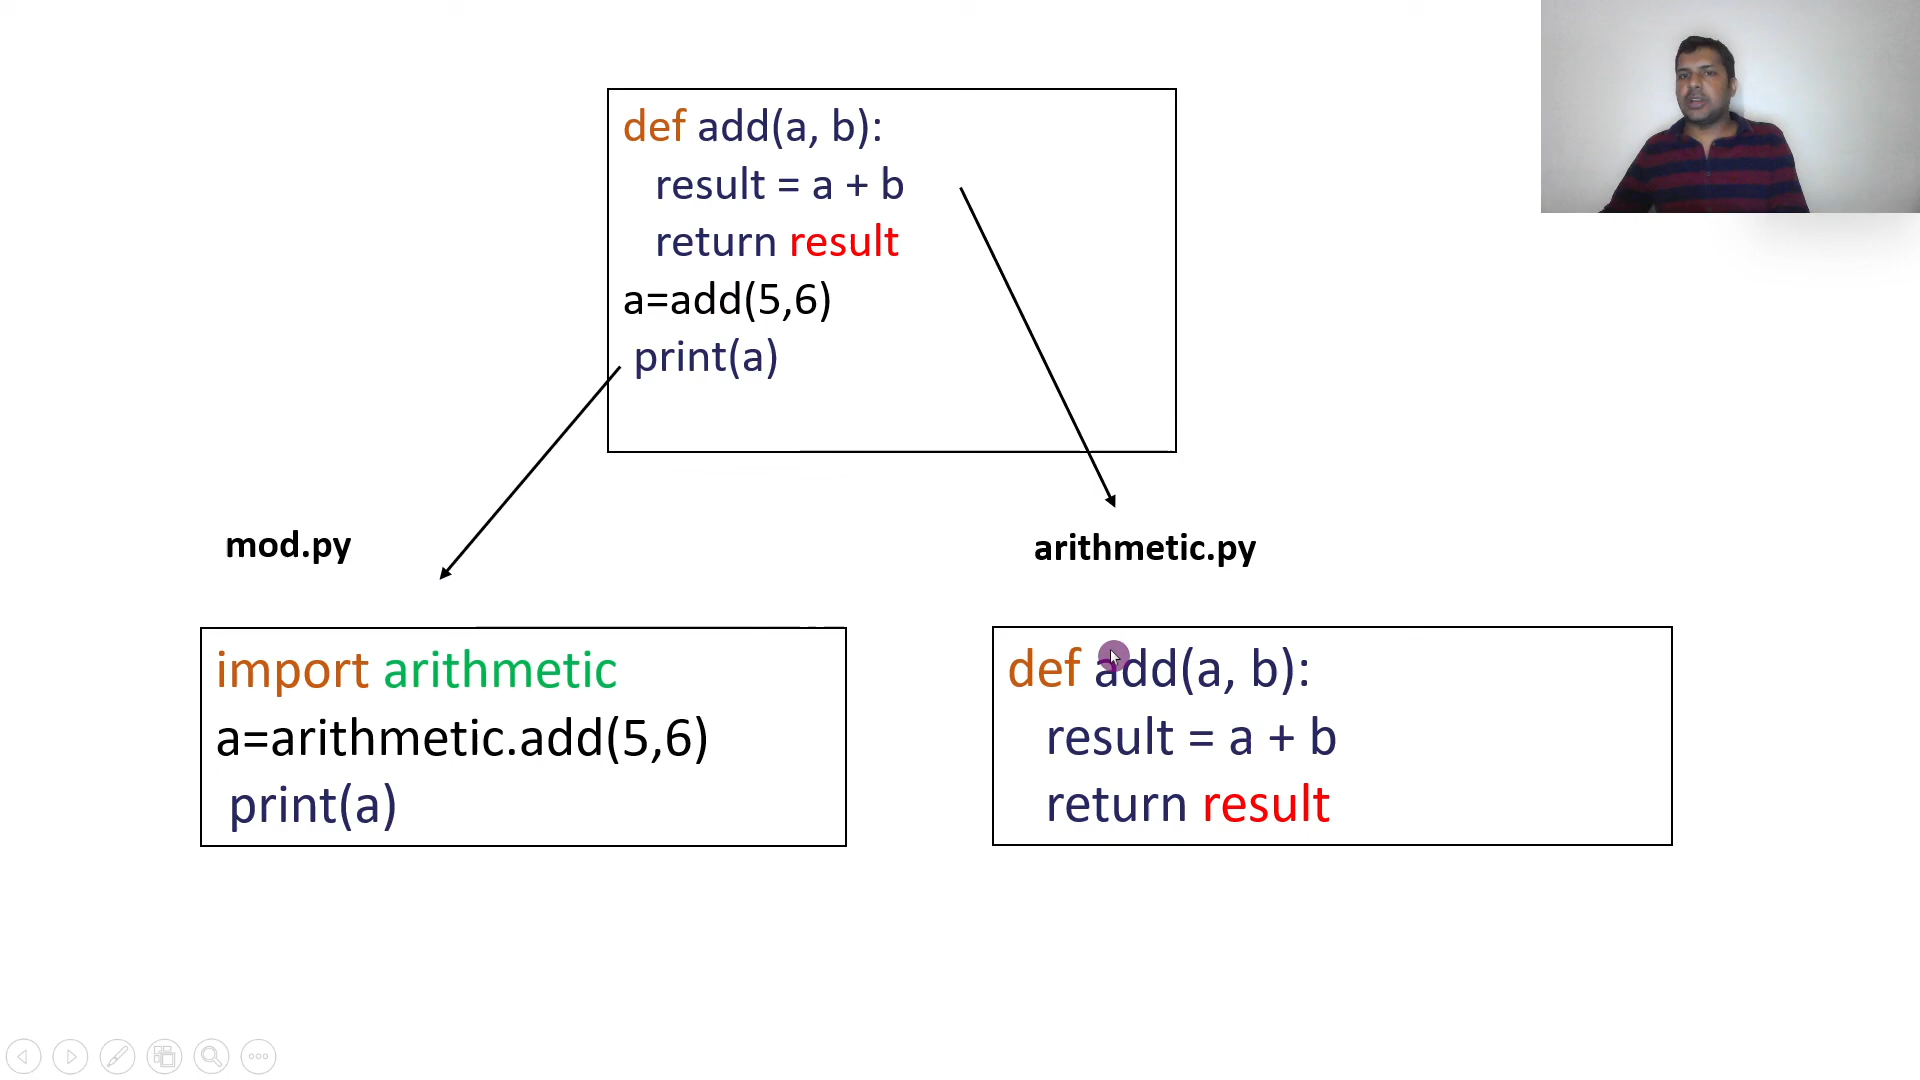 def add(a, b):
result = a + b
return result
a=add(5,6)
print(a)
mod.py
arithmetic.py
import arithmetic
a=arithmetic.add(5,6)
print(a)
def add(a, b):
result = a + b
return result